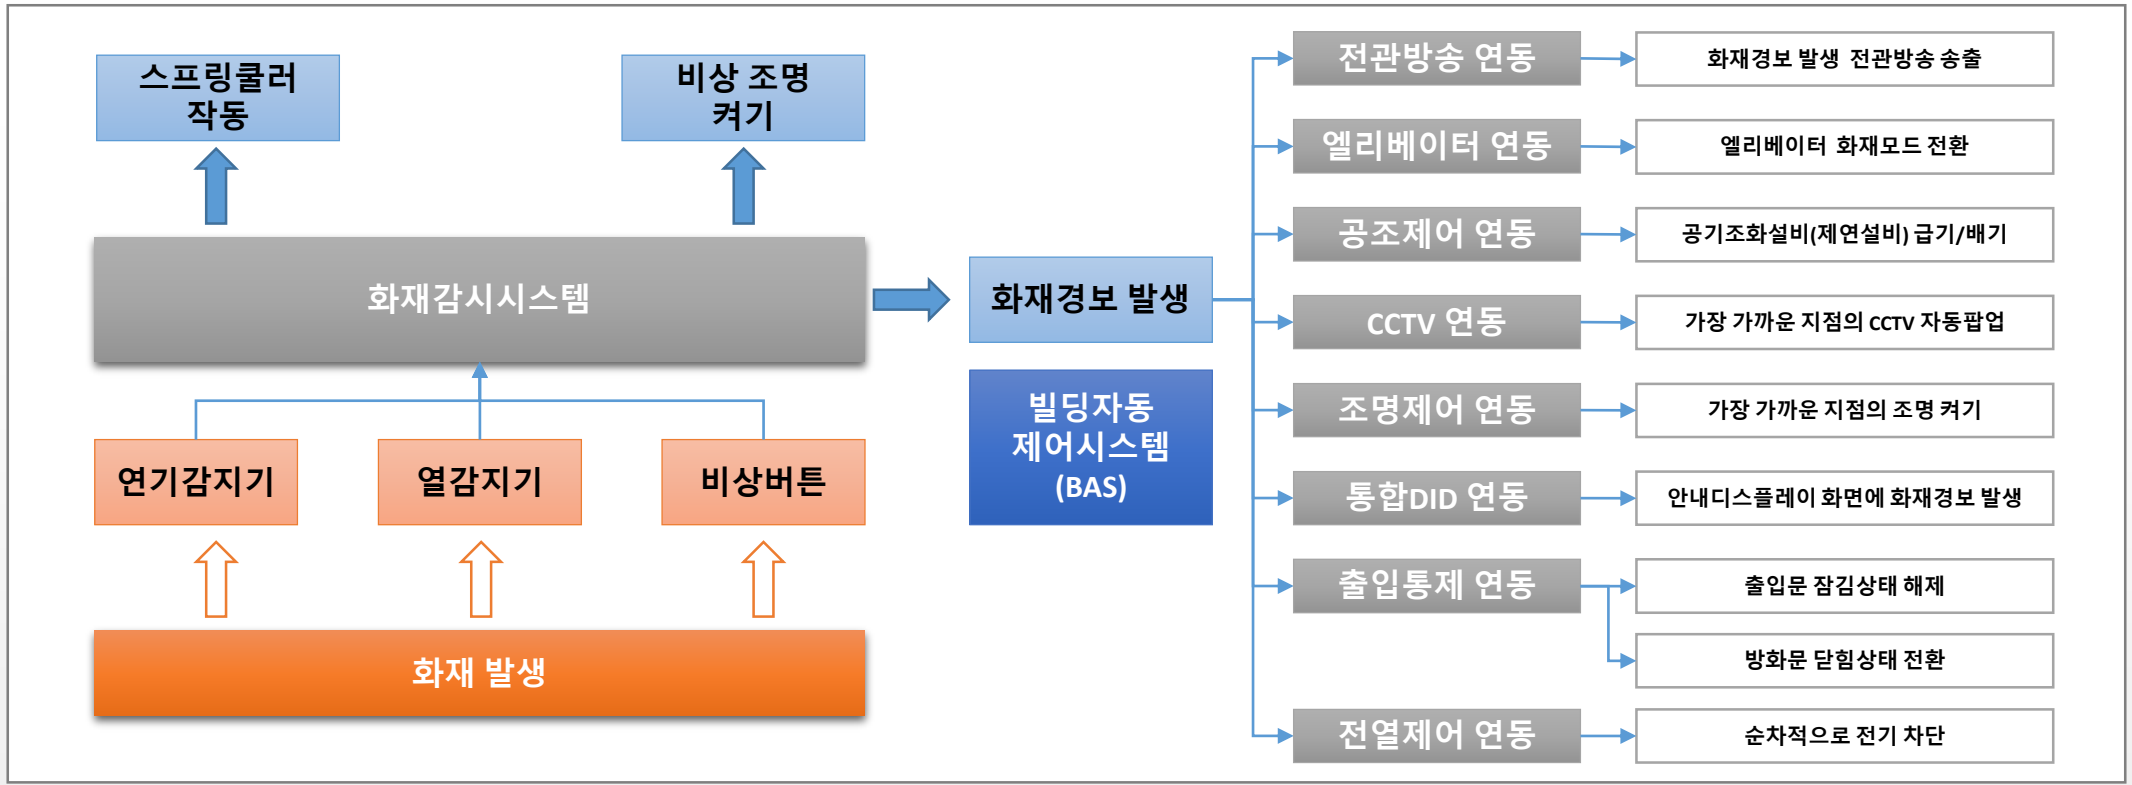 스프링쿨러
작동
비상 조명
켜기
화재감시시스템
연기감지기
열감지기
비상버튼
화재 발생
화재경보 발생
빌딩자동
제어시스템
(BAS)
전관방송 연동
화재경보 발생 전관방송 송출
엘리베이터 연동
엘리베이터 화재모드 전환
공조제어 연동
공기조화설비(제연설비) 급기/배기
CCTV 연동
가장 가까운 지점의 CCTV 자동팝업
조명제어 연동
가장 가까운 지점의 조명 켜기
통합DID 연동
안내디스플레이 화면에 화재경보 발생
출입통제 연동
출입문 잠김상태 해제
방화문 닫힘상태 전환
전열제어 연동
순차적으로 전기 차단